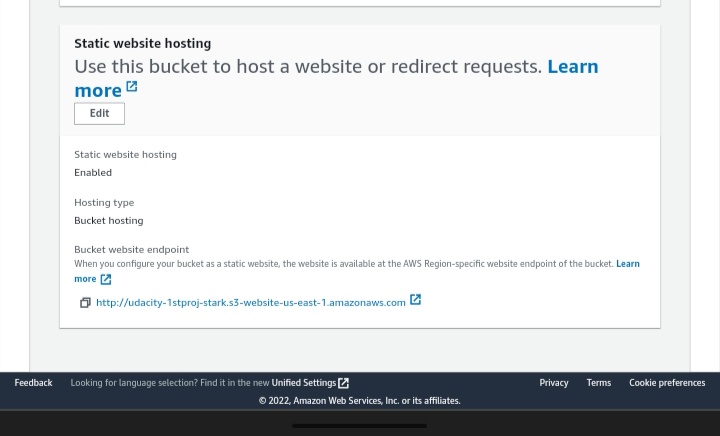 Static website hosting
Use this bucket to host a website or redirect requests. Learn
more
Edit
Static website hosting
Enabled
Hosting type
Bucket hosting
Bucket website endpoint
When you configure your bucket as a static website, the website is available at the AWS Region-specific website endpoint of the bucket. Learn
more
http://udacity-1stproj-stark.s3-website-us-east-1.amazonaws.com
Feedback Looking for language selection? Find it in the new Unified Settings Privacy Terms Cookie preferences
© 2022, Amazon Web Services, Inc. or its affiliates.